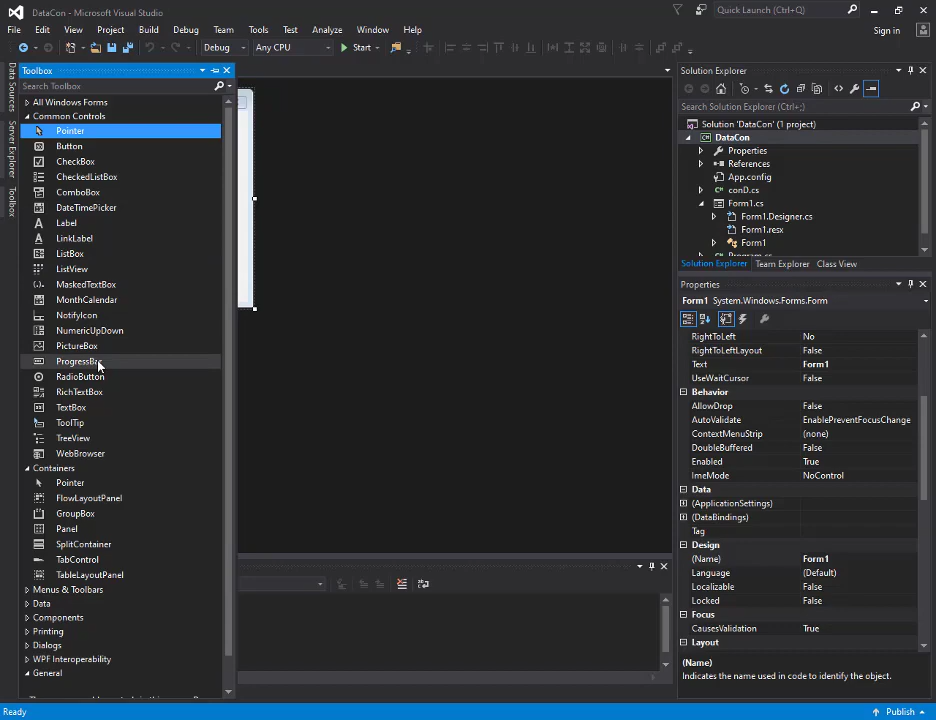 DataCon - Microsoft Visual Studio
Quick Launch (Ctrl+Q)
File Edit View Project Build Debug Team Tools Test Analyze Window Help
Sign in
Debug Any CPU Start
Data Sources
Server Explorer
Toolbox
Toolbox
Search Toolbox
All Windows Forms
Common Controls
Pointer
Button
CheckBox
CheckedListBox
ComboBox
DateTimePicker
Label
LinkLabel
ListBox
ListView
MaskedTextBox
MonthCalendar
NotifyIcon
NumericUpDown
PictureBox
ProgressBar
RadioButton
RichTextBox
TextBox
ToolTip
TreeView
WebBrowser
Containers
Pointer
FlowLayoutPanel
GroupBox
Panel
SplitContainer
TabControl
TableLayoutPanel
Menus & Toolbars
Data
Components
Printing
Dialogs
WPF Interoperability
General
Solution Explorer
Search Solution Explorer (Ctrl+;)
Solution 'DataCon' (1 project)
DataCon
Properties
References
App.config
conD.cs
Form1.cs
Form1.Designer.cs
Form1.resx
Form1
Solution Explorer Team Explorer Class View
Properties
Form1 System.Windows.Forms.Form
RightToLeft No
RightToLeftLayout False
Text Form1
UseWaitCursor False
Behavior
AllowDrop False
AutoValidate EnablePreventFocusChange
ContextMenuStrip (none)
DoubleBuffered False
Enabled True
ImeMode NoControl
Data
(ApplicationSettings)
(DataBindings)
Tag
Design
(Name) Form1
Language (Default)
Localizable False
Locked False
Focus
CausesValidation True
Layout
(Name)
Indicates the name used in code to identify the object.
Ready
Publish